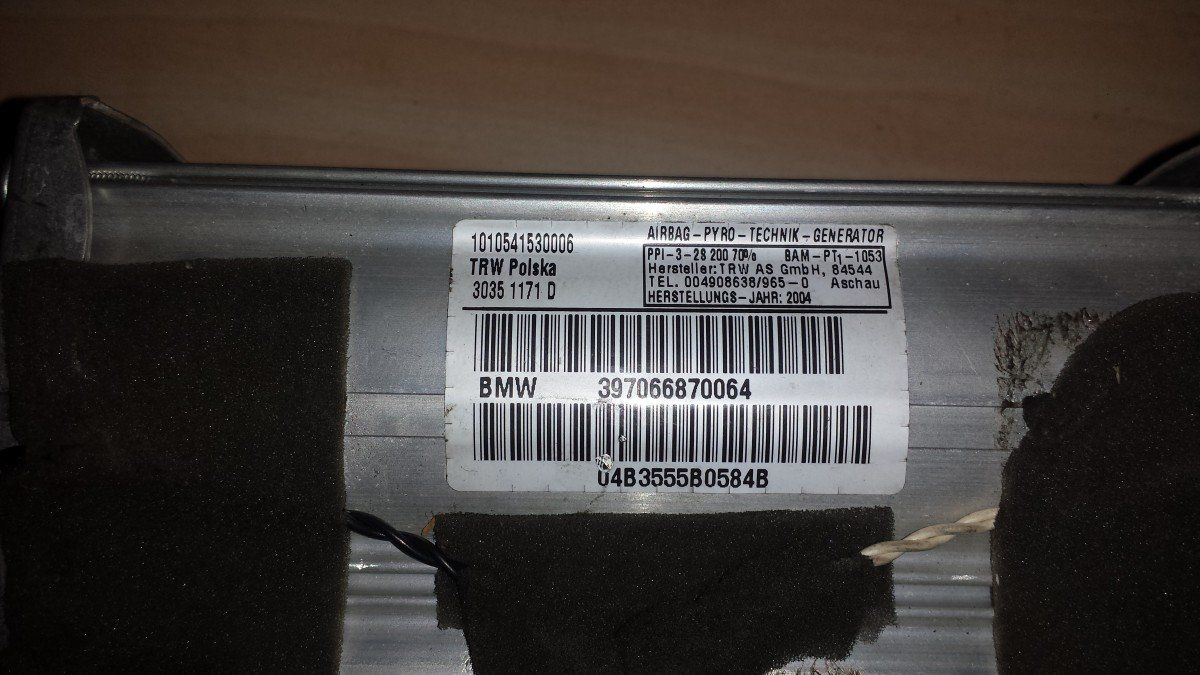 1010541530006
TRW Polska
3035 1171 D
AIRBAG-PYRO-TECHNIK-GENERATOR
PPI-3-28 200 70% BAM-PT1-1053
Hersteller: TRW AS GmbH, 84544
TEL. 004908638/965-0 Aschau
HERSTELLUNGS-JAHR: 2004
BMW 397066870064
04B3555B0584B